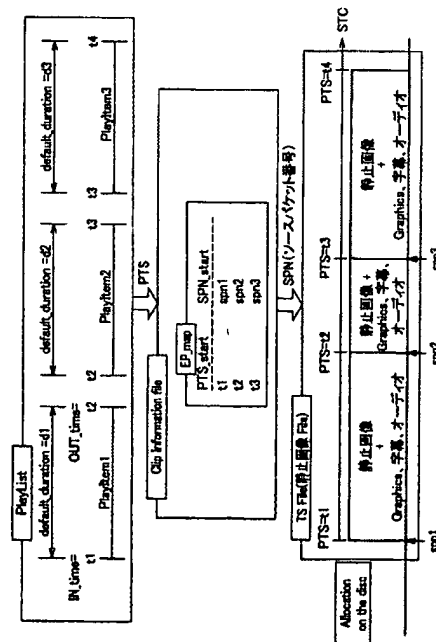 PlayList
default_duration =d1
default_duration =d2
default_duration =d3
IN_time=
OUT_time=
t1
t2
t2
t3
t3
t4
PlayItem1
PlayItem2
PlayItem3
PTS
Clip Information file
EP_map
PTS_start
SPN_start
t1
spn1
t2
spn2
t3
spn3
SPN(ソースパケット番号)
TS File(静止画像 File)
PTS=t1
PTS=t2
PTS=t3
PTS=t4
STC
静止画像
+
Graphics、字幕、オーディオ
静止画像 +
Graphics、字幕、
オーディオ
静止画像
+
Graphics、字幕、オーディオ
Allocation
on the disc
spn1
spn2
spn3